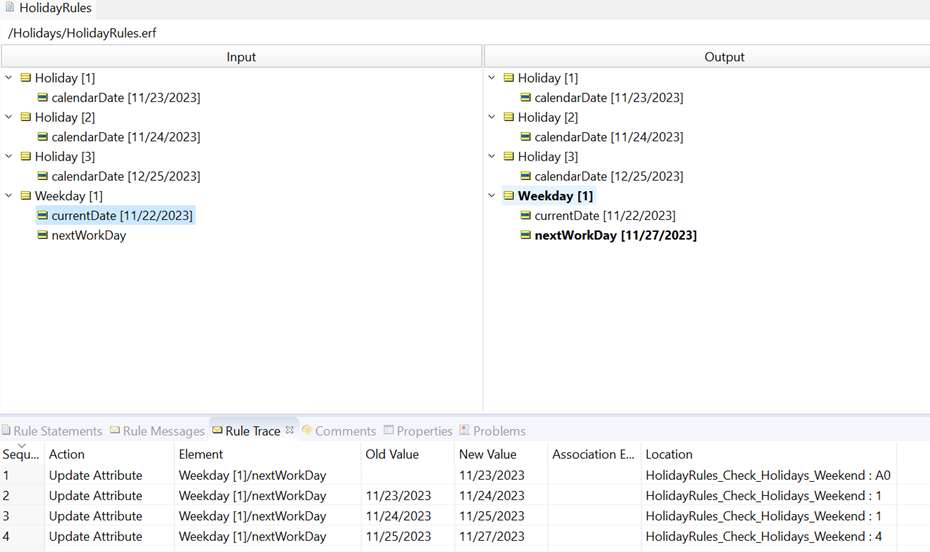 HolidayRules
/Holidays/HolidayRules.erf
Input
Output
Holiday [1]
calendarDate [11/23/2023]
Holiday [2]
calendarDate [11/24/2023]
Holiday [3]
calendarDate [12/25/2023]
Weekday [1]
currentDate [11/22/2023]
nextWorkDay
Holiday [1]
calendarDate [11/23/2023]
Holiday [2]
calendarDate [11/24/2023]
Holiday [3]
calendarDate [12/25/2023]
Weekday [1]
currentDate [11/22/2023]
nextWorkDay [11/27/2023]
Rule Statements Rule Messages Rule Trace Comments Properties Problems
Sequ... Action Element Old Value New Value Association E... Location
1 Update Attribute Weekday [1]/nextWorkDay 11/23/2023 HolidayRules_Check_Holidays_Weekend : A0
2 Update Attribute Weekday [1]/nextWorkDay 11/23/2023 11/24/2023 HolidayRules_Check_Holidays_Weekend : 1
3 Update Attribute Weekday [1]/nextWorkDay 11/24/2023 11/25/2023 HolidayRules_Check_Holidays_Weekend : 1
4 Update Attribute Weekday [1]/nextWorkDay 11/25/2023 11/27/2023 HolidayRules_Check_Holidays_Weekend : 4